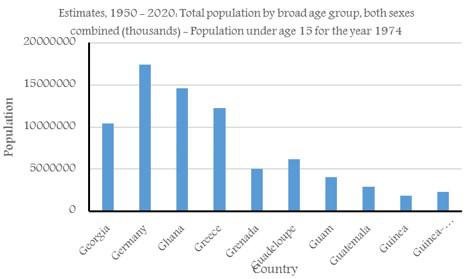 Estimates, 1950 - 2020: Total population by broad age group, both sexes
combined (thousands) - Population under age 15 for the year 1974
20000000
15000000
10000000
5000000
0
Population
Georgia
Germany
Ghana
Greece
Grenada
Guadeloupe
Guam
Guatemala
Guinea
Guinea-...
Country